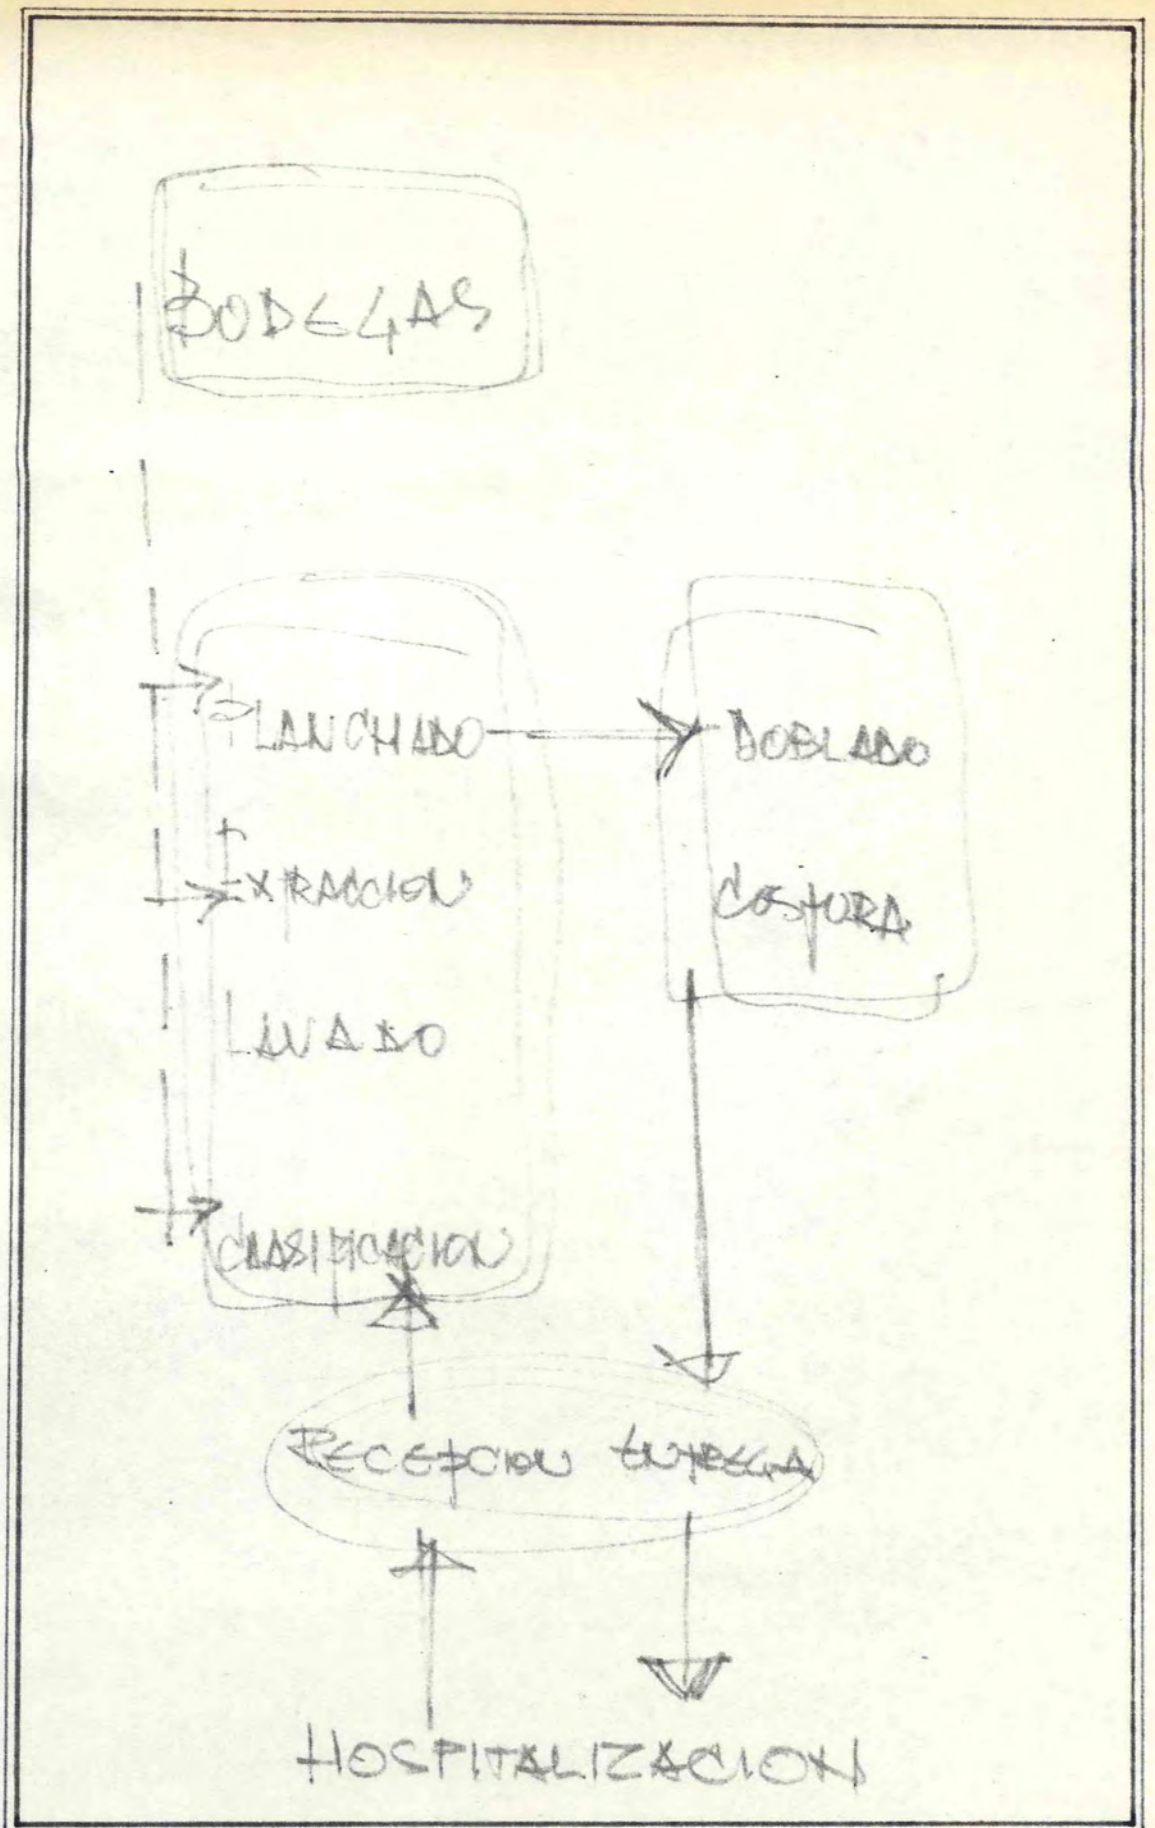 BODEGAS
PLANCHADO DOBLADO
EXTRACCION COSTURA
LAVADO
CLASIFICACION
RECEPCION ENTREGA
HOSPITALIZACION